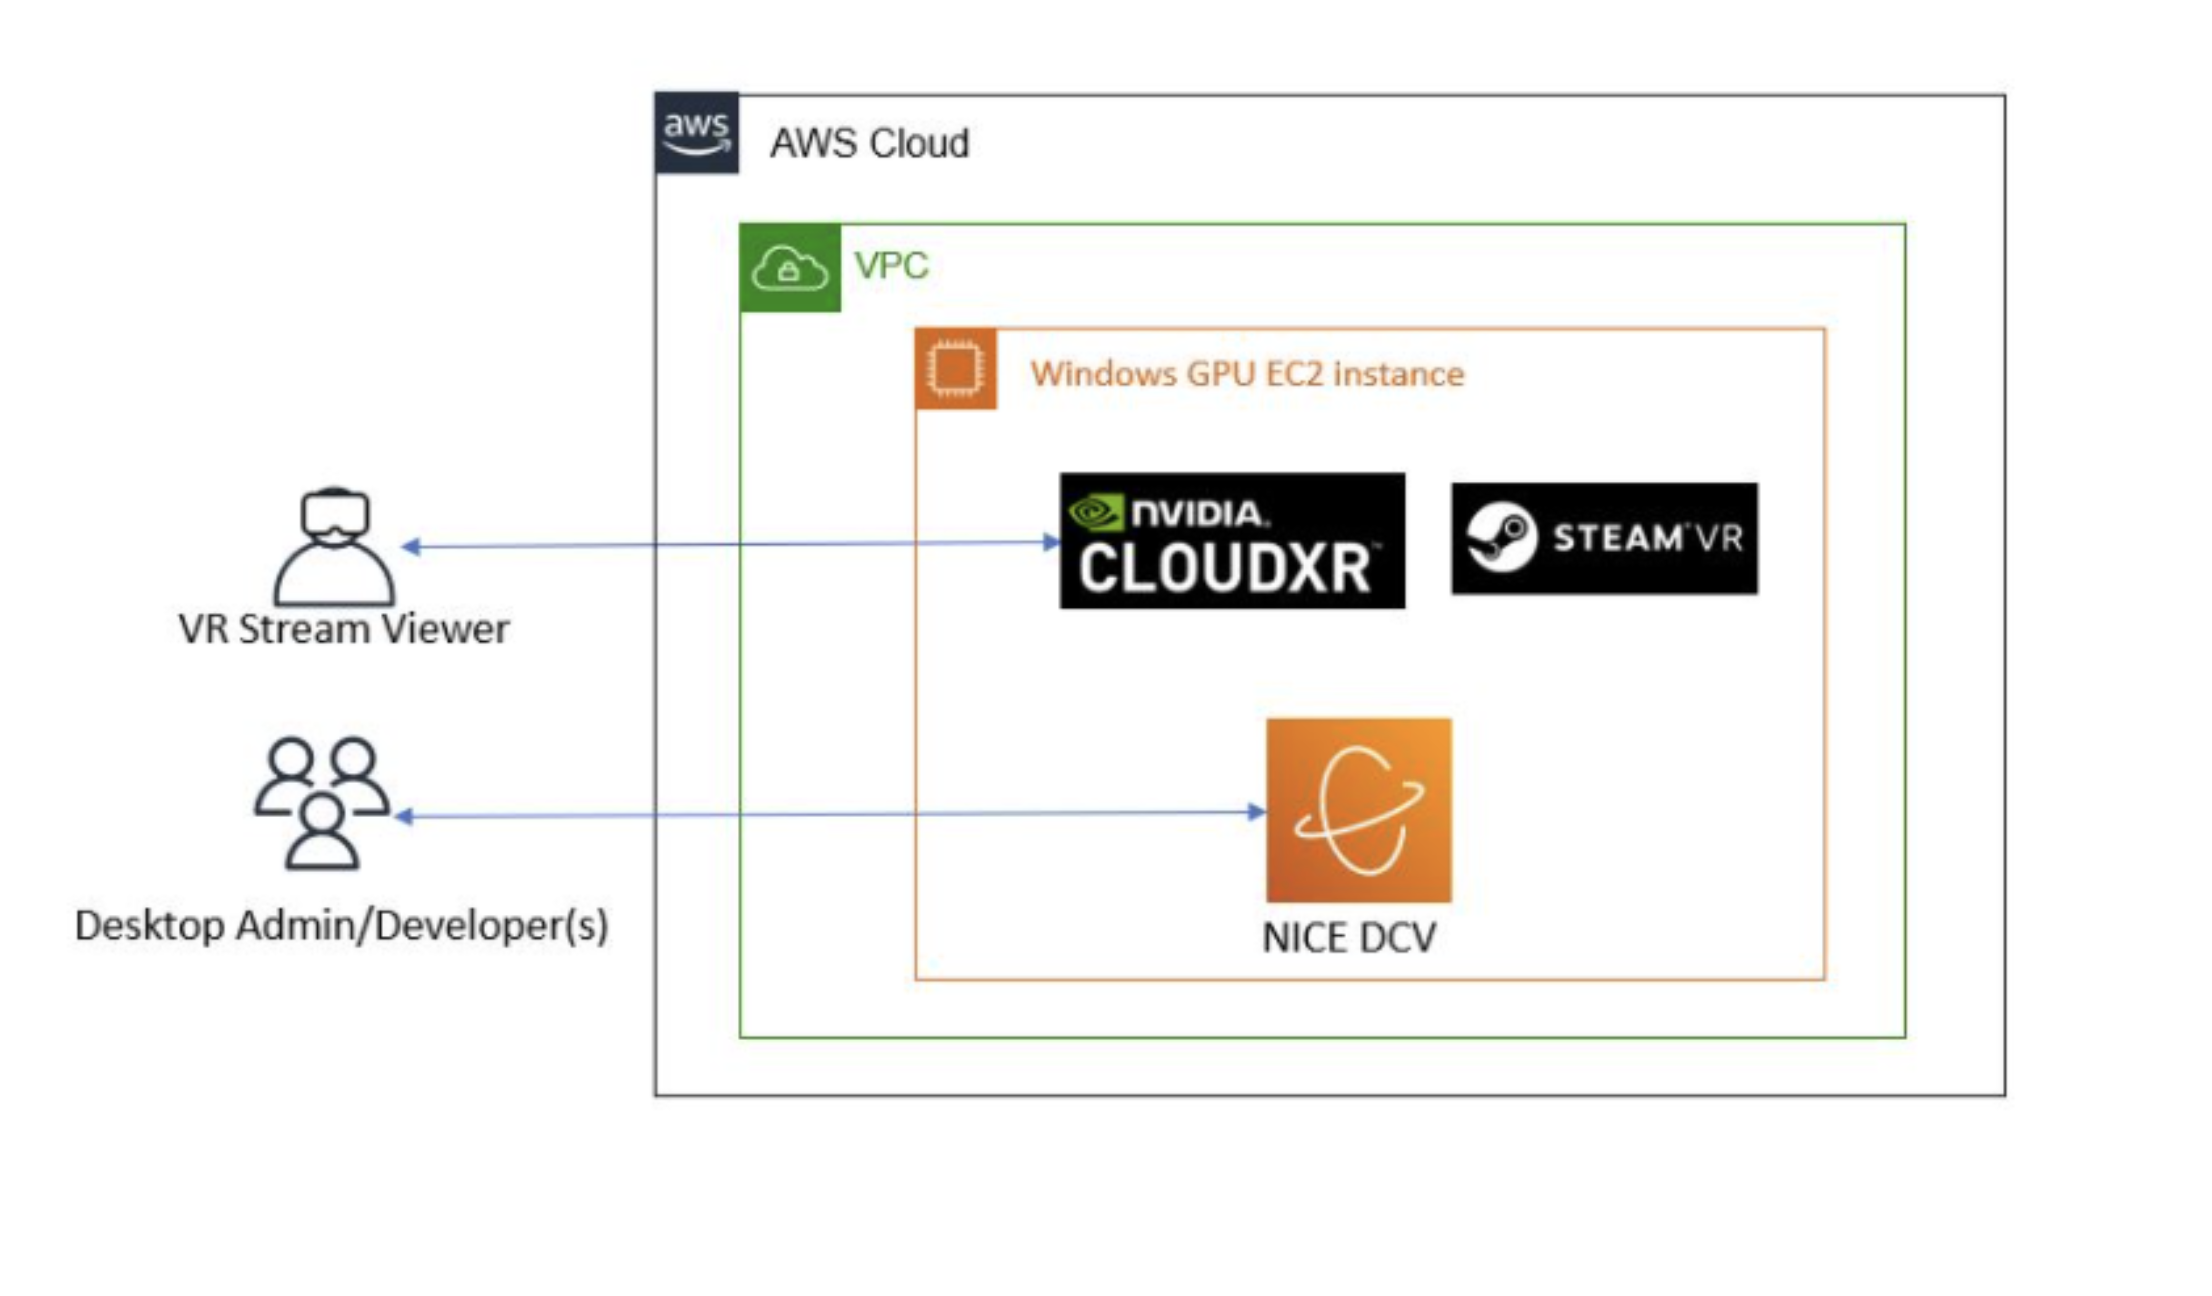 aws
AWS Cloud
VPC
Windows GPU EC2 instance
NVIDIA.
CLOUDXR™
STEAM®VR
VR Stream Viewer
Desktop Admin/Developer(s)
NICE DCV